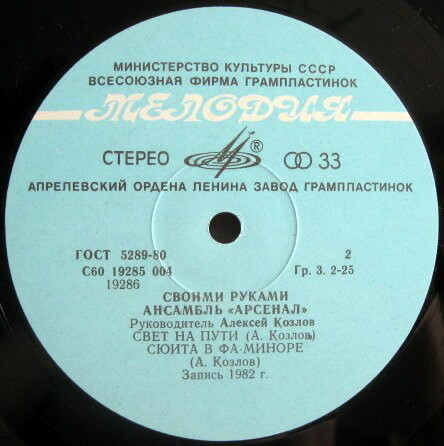 МИНИСТЕРСТВО КУЛЬТУРЫ СССР
ВСЕСОЮЗНАЯ ФИРМА ГРАМПЛАСТИНОК
МЕЛОДИЯ
СТЕРЕО ® 33
АПРЕЛЕВСКИЙ ОРДЕНА ЛЕНИНА ЗАВОД ГРАМПЛАСТИНОК
ГОСТ 5289-80 2
С60 19285 004 Гр. 3. 2-25
19286
СВОИМИ РУКАМИ
АНСАМБЛЬ «АРСЕНАЛ»
Руководитель Алексей Козлов
СВЕТ НА ПУТИ (А. Козлов)
СЮИТА В ФА-МИНОРЕ
(А. Козлов)
Запись 1982 г.